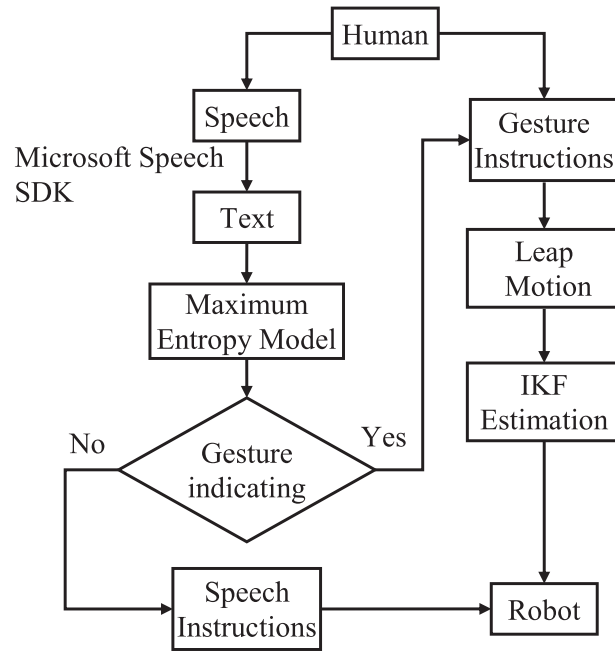 Human
Speech
Gesture
Instructions
Microsoft Speech
SDK
Text
Leap
Motion
Maximum
Entropy Model
IKF
Estimation
No
Yes
Gesture
indicating
Speech
Instructions
Robot